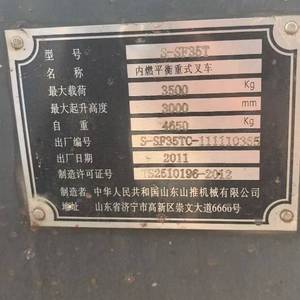 型 号 S-SF35T
名 称 内燃平衡重式叉车
最大载荷 3500 Kg
最大起升高度 3000 mm
自 重 4650 Kg
出厂编号 S-SF35TC-111110355
出厂日期 2011
制造许可证号 TS2510196-2012
制造者 中华人民共和国山东山推机械有限公司
地址 山东省济宁市高新区崇文大道6666号